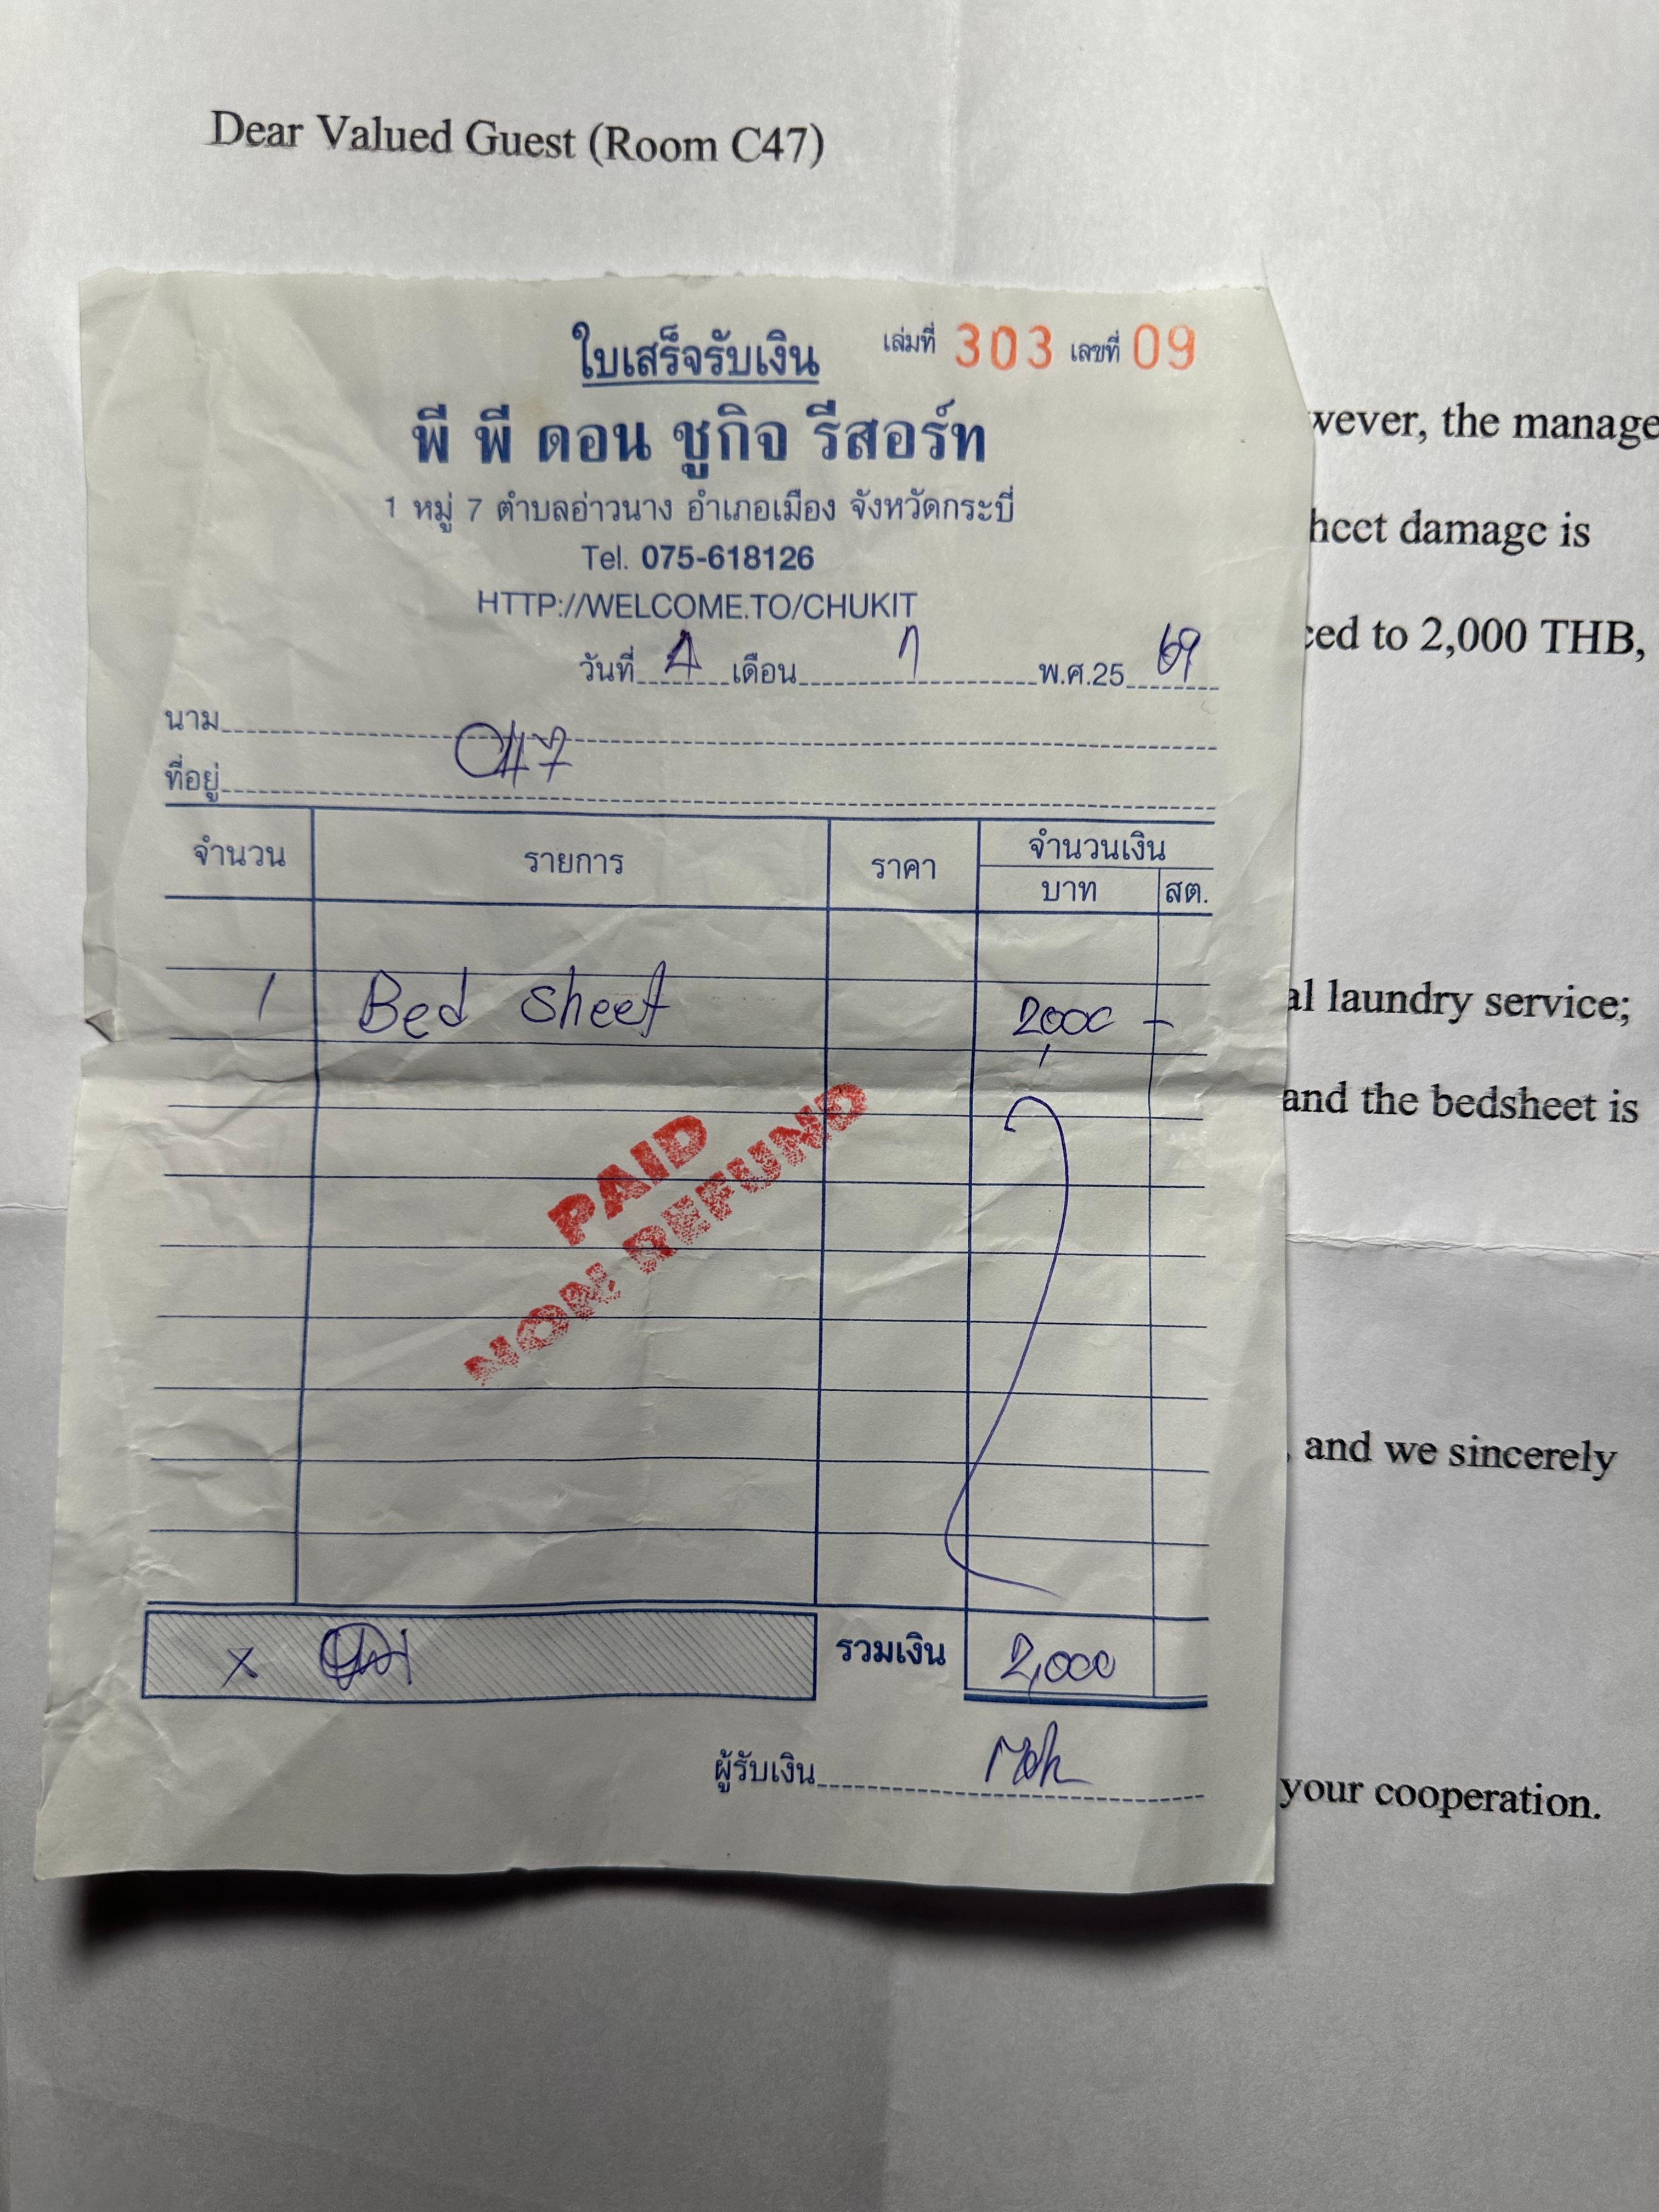 Dear Valued Guest (Room C47)
ใบเสร็จรับเงิน เล่มที่ 303 เลขที่ 09
พี พี ดอน ชูกิจ รีสอร์ท
1 หมู่ 7 ตำบลอ่าวนาง อำเภอเมือง จังหวัดกระบี่
Tel. 075-618126
HTTP://WELCOME.TO/CHUKIT
วันที่ เดือน 1 พ.ศ.25 69
นาม
C47
ที่อยู่
จำนวน รายการ ราคา จำนวนเงิน
บาท สต.
1 Bed sheet 2000 -
PAID
NON REFUND
x
รวมเงิน 2,000
ผู้รับเงิน
wever, the manage
heet damage is
ced to 2,000 THB,
al laundry service;
and the bedsheet is
, and we sincerely
your cooperation.